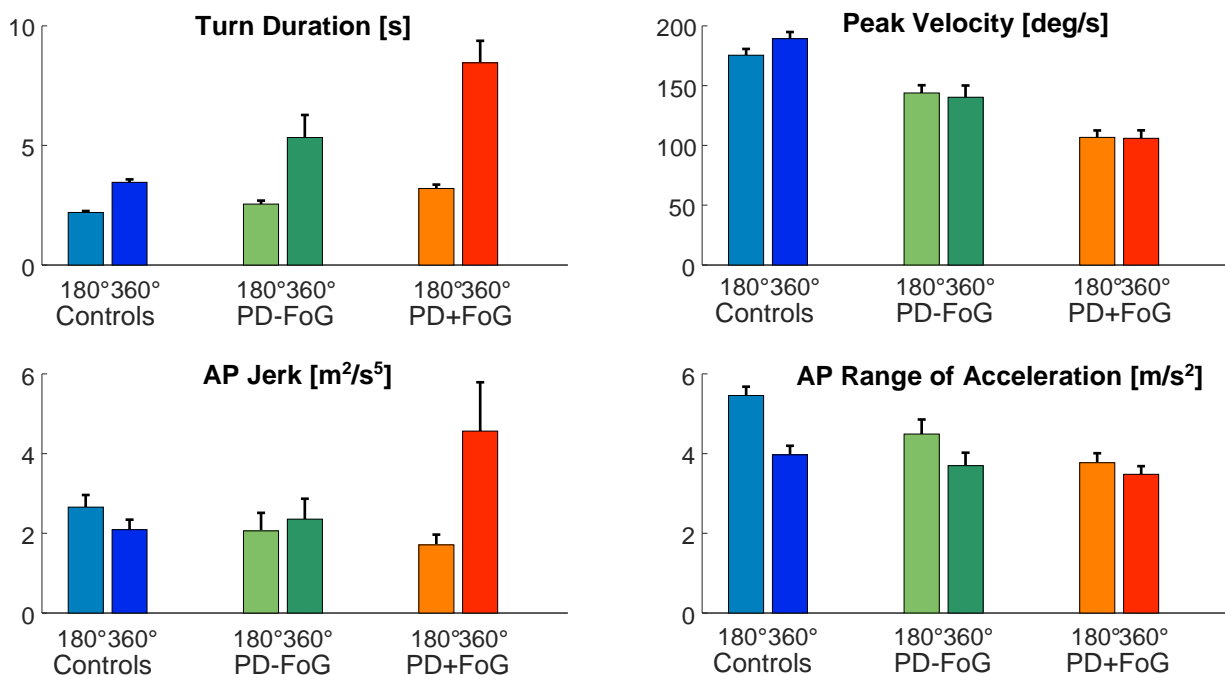 Turn Duration [s]
10
5
0
180°360° 180°360° 180°360°
Controls PD-FoG PD+FoG
Peak Velocity [deg/s]
200
150
100
50
0
180°360° 180°360° 180°360°
Controls PD-FoG PD+FoG
AP Jerk [m²/s⁵]
6
4
2
0
180°360° 180°360° 180°360°
Controls PD-FoG PD+FoG
AP Range of Acceleration [m/s²]
6
4
2
0
180°360° 180°360° 180°360°
Controls PD-FoG PD+FoG